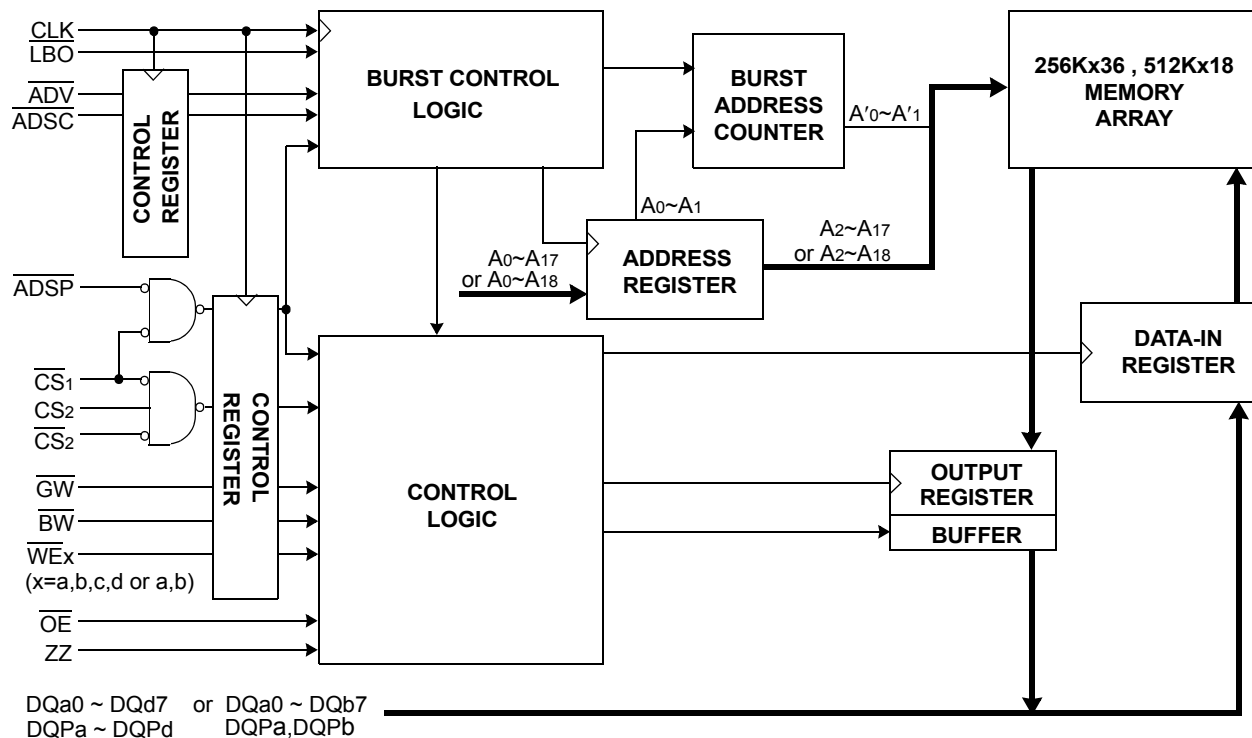 CLK
LBO
ADV
ADSC
CONTROL
REGISTER
BURST CONTROL
LOGIC
BURST
ADDRESS
COUNTER
A′0~A′1
256Kx36 , 512Kx18
MEMORY
ARRAY
A0~A1
A0~A17
or A0~A18
ADDRESS
REGISTER
A2~A17
or A2~A18
ADSP
CS1
CS2
CS2
GW
BW
WEx
(x=a,b,c,d or a,b)
OE
ZZ
CONTROL
REGISTER
CONTROL
LOGIC
DATA-IN
REGISTER
OUTPUT
REGISTER
BUFFER
DQa0 ~ DQd7 or DQa0 ~ DQb7
DQPa ~ DQPd DQPa,DQPb